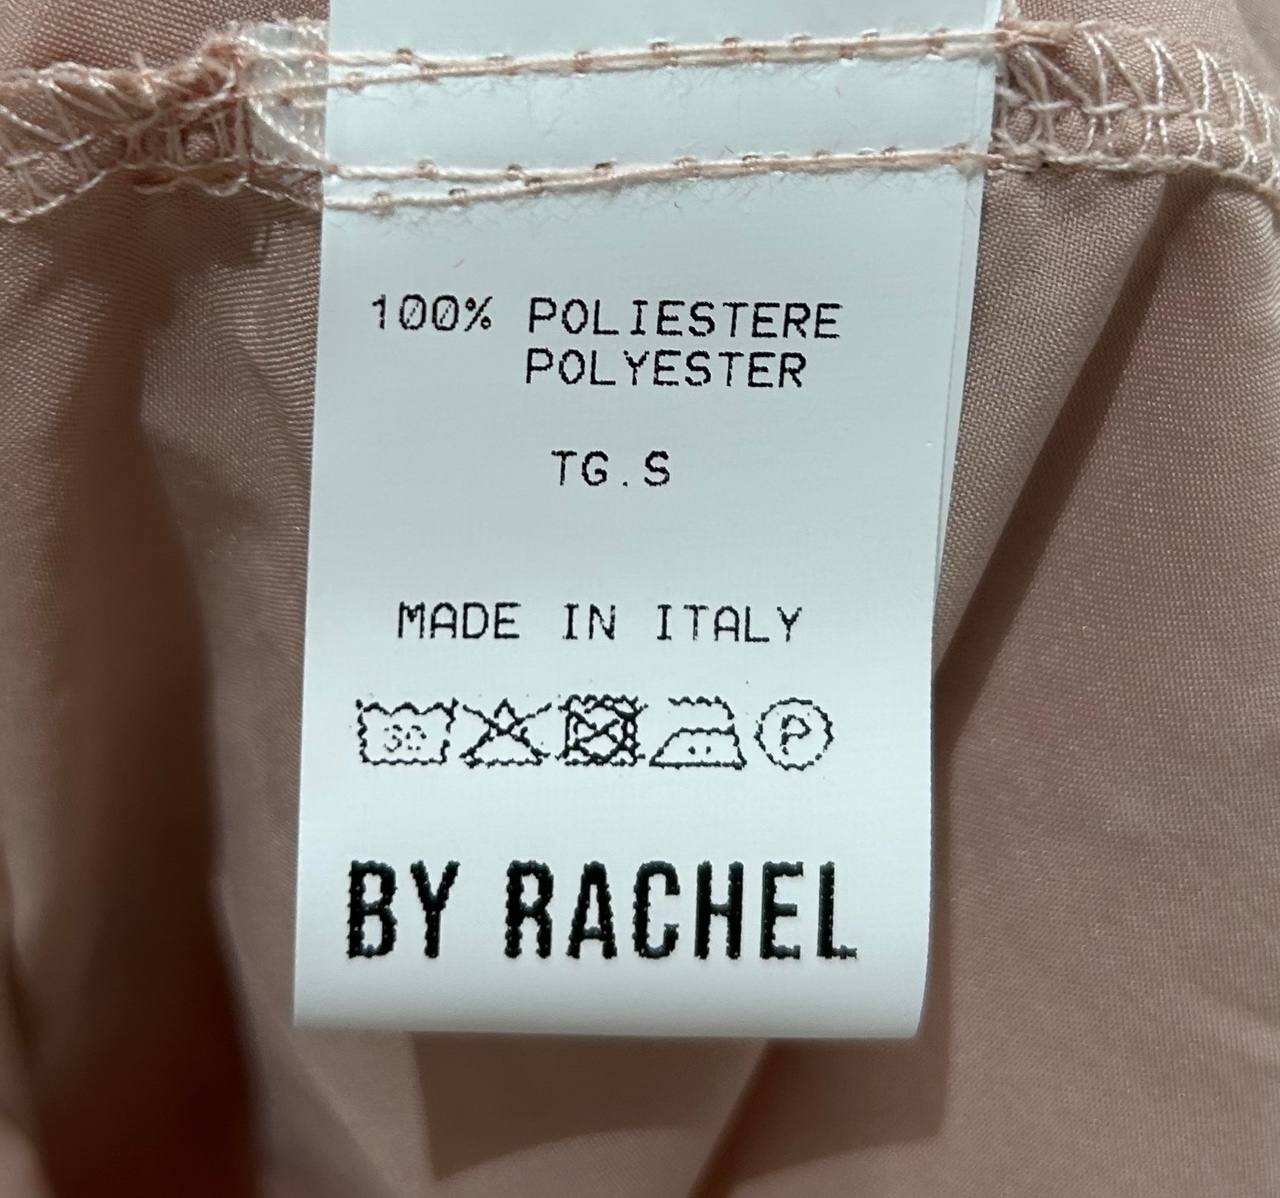 100% POLIESTERE
POLYESTER
TG.S
MADE IN ITALY
P
BY RACHEL